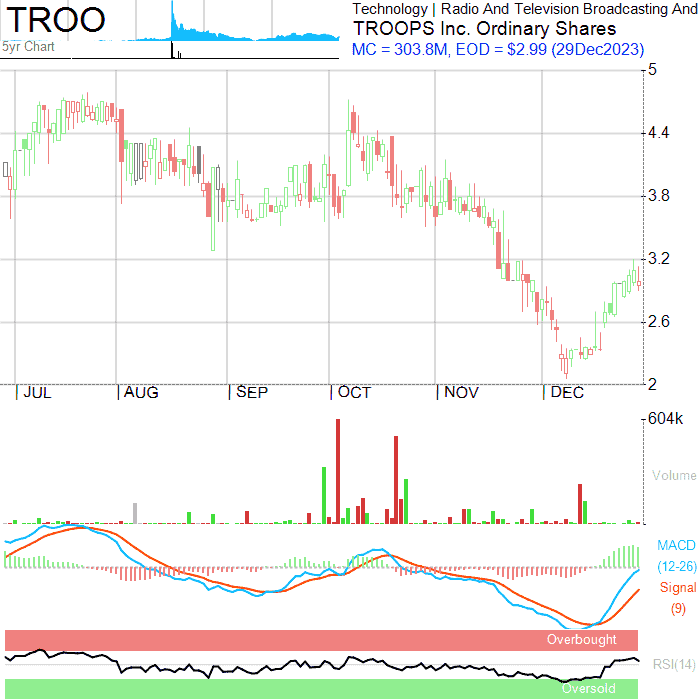 TROO
5yr Chart
Technology | Radio And Television Broadcasting And
TROOPS Inc. Ordinary Shares
MC = 303.8M, EOD = $2.99 (29Dec2023)
5
4.4
3.8
3.2
2.6
2
JUL AUG SEP OCT NOV DEC
604k
Volume
MACD
(12-26)
Signal
(9)
Overbought
RSI(14)
Oversold